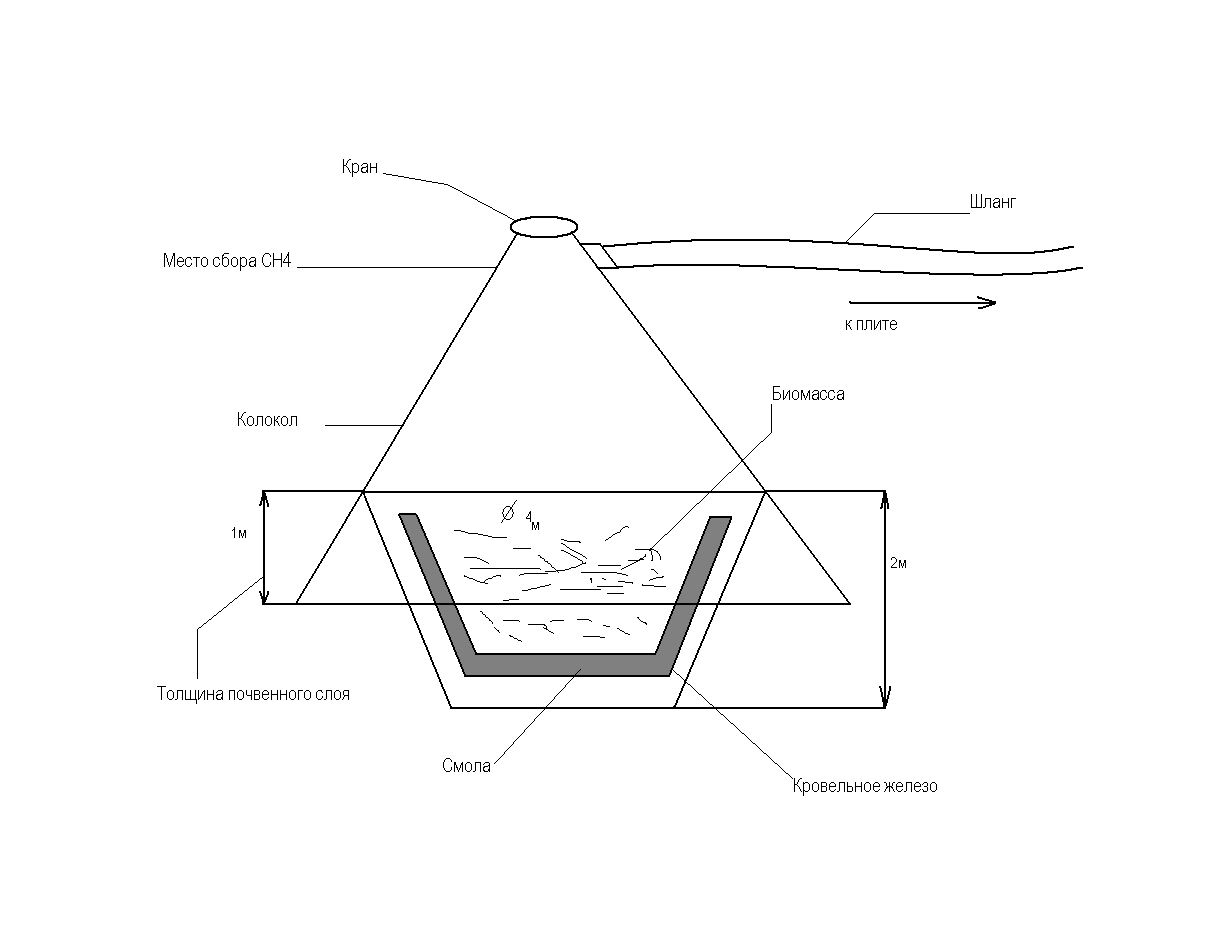 Кран
Шланг
Место сбора СН4
к плите
Биомасса
Колокол
Ø 4м
1м
2м
Толщина почвенного слоя
Смола
Кровельное железо